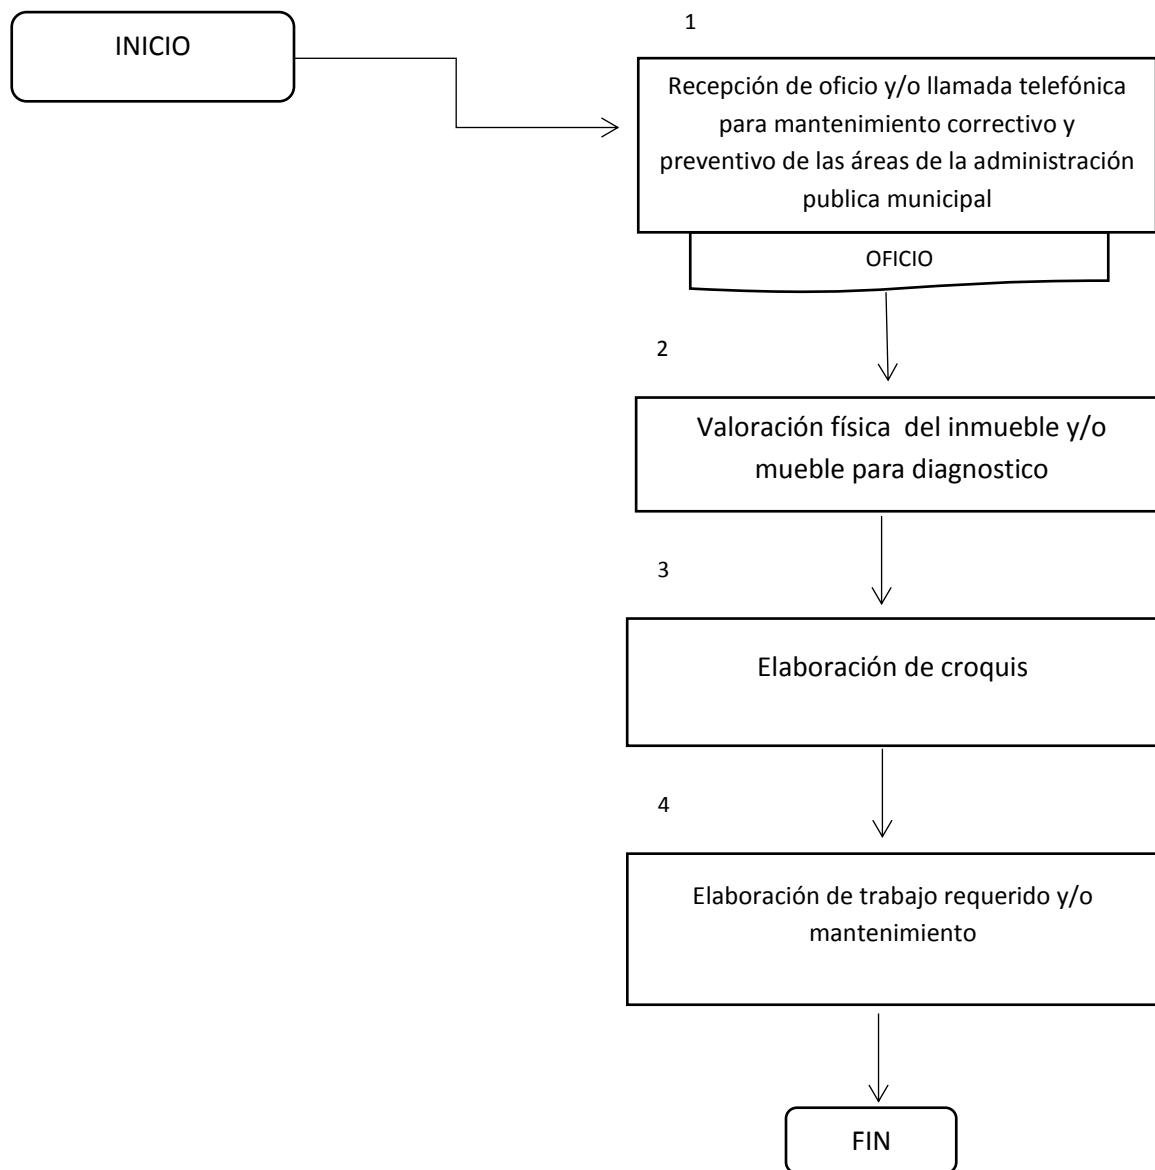 INICIO
1
Recepción de oficio y/o llamada telefónica
para mantenimiento correctivo y
preventivo de las áreas de la administración
publica municipal
OFICIO
2
Valoración física  del inmueble y/o
mueble para diagnostico
3
Elaboración de croquis
4
Elaboración de trabajo requerido y/o
mantenimiento
FIN